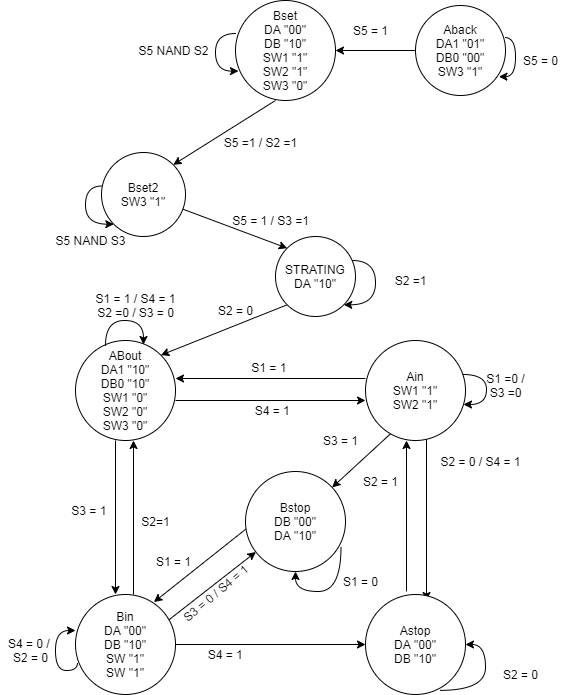 Bset
DA "00"
DB "10"
SW1 "1"
SW2 "1"
SW3 "0"
S5 NAND S2
S5 = 1
Aback
DA1 "01"
DB0 "00"
SW3 "1"
S5 = 0
S5 =1 / S2 =1
Bset2
SW3 "1"
S5 NAND S3
S5 = 1 / S3 =1
STRATING
DA "10"
S2 =1
S2 = 0
S1 = 1 / S4 = 1
S2 =0 / S3 = 0
ABout
DA1 "10"
DB0 "10"
SW1 "0"
SW2 "0"
SW3 "0"
S1 = 1
S4 = 1
Ain
SW1 "1"
SW2 "1"
S1 =0 /
S3 =0
S3 = 1
S2 = 1
S2 = 0 / S4 = 1
S3 = 1
S2=1
Bstop
DB "00"
DA "10"
S1 = 0
S1 = 1
S3 = 0 / S4 = 1
Bin
DA "00"
DB "10"
SW "1"
SW "1"
S4 = 0 /
S2 = 0
S4 = 1
Astop
DA "00"
DB "10"
S2 = 0